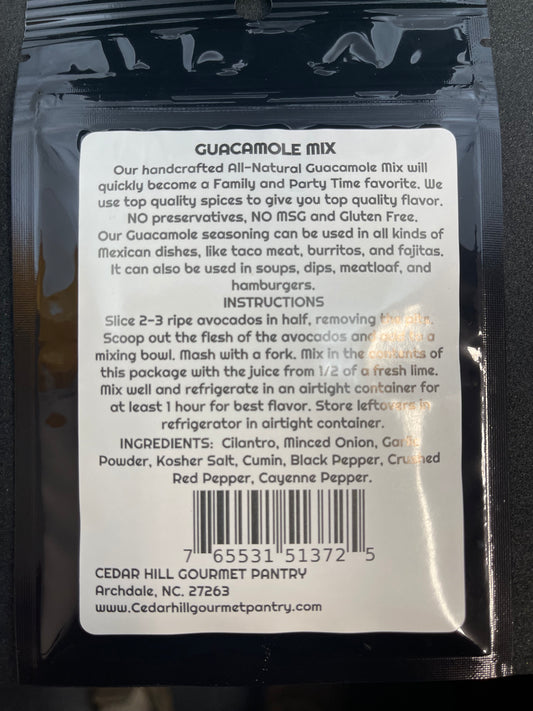 GUACAMOLE MIX
Our handcrafted All-Natural Guacamole Mix will
quickly become a Family and Party Time favorite. We
use top quality spices to give you top quality flavor.
NO preservatives, NO MSG and Gluten Free.
Our Guacamole seasoning can be used in all kinds of
Mexican dishes, like taco meat, burritos, and fajitas.
It can also be used in soups, dips, meatloaf, and
hamburgers.
INSTRUCTIONS
Slice 2-3 ripe avocados in half, removing
Scoop out the flesh of the avocados and a
mixing bowl. Mash with a fork. Mix in the contents of
this package with the juice from 1/2 of a fresh lime.
Mix well and refrigerate in an airtight container for
at least 1 hour for best flavor. Store leftovers in
refrigerator in airtight container.
INGREDIENTS: Cilantro, Minced Onion, Garlic
Powder, Kosher Salt, Cumin, Black Pepper, Crushed
Red Pepper, Cayenne Pepper.
7 65531 51372 5
CEDAR HILL GOURMET PANTRY
Archdale, NC. 27263
www.Cedarhillgourmetpantry.com